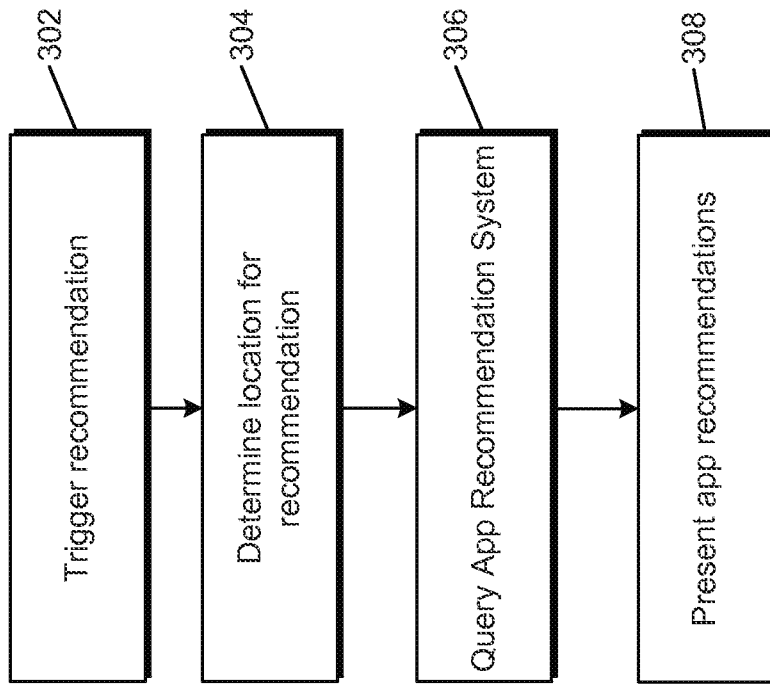 Trigger recommendation
302
Determine location for
recommendation
304
Query App Recommendation System
306
Present app recommendations
308